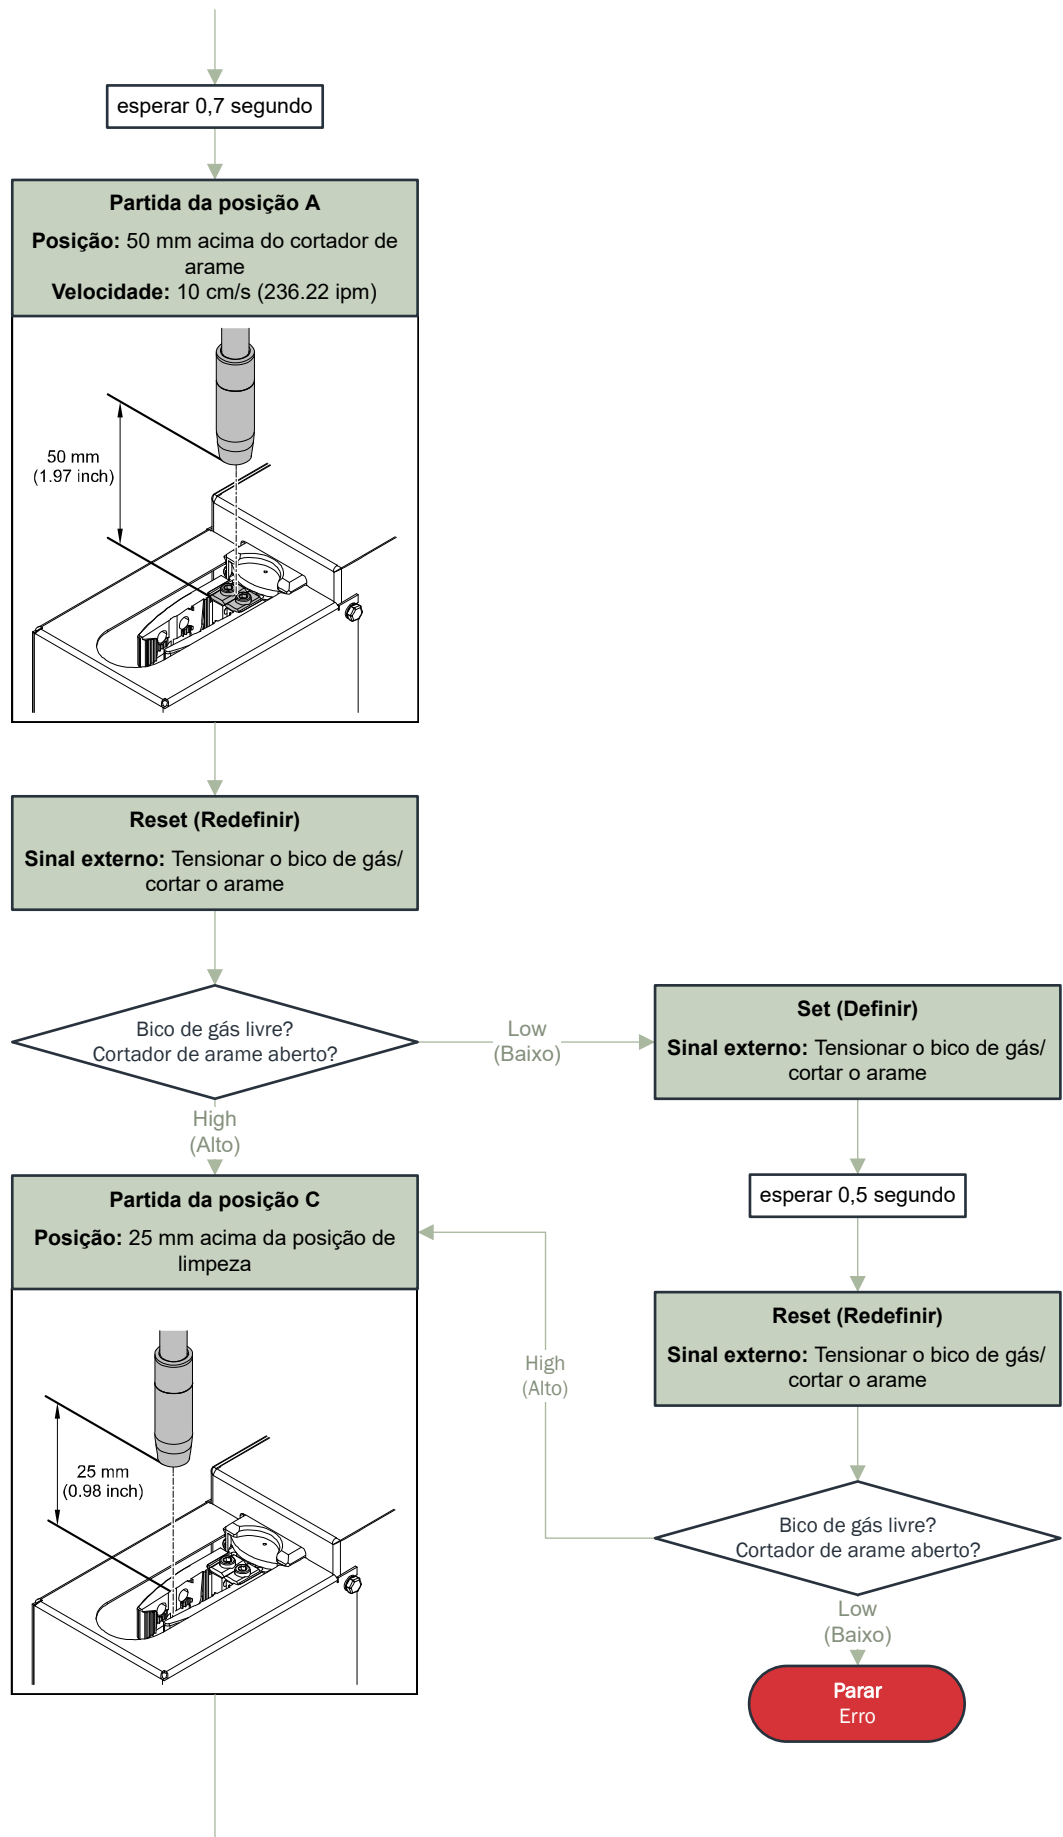 esperar 0,7 segundo
Partida da posição A
Posição: 50 mm acima do cortador de
arame
Velocidade: 10 cm/s (236.22 ipm)
50 mm
(1.97 inch)
Reset (Redefinir)
Sinal externo: Tensionar o bico de gás/
cortar o arame
Bico de gás livre?
Cortador de arame aberto?
Low
(Baixo)
High
(Alto)
Set (Definir)
Sinal externo: Tensionar o bico de gás/
cortar o arame
esperar 0,5 segundo
Reset (Redefinir)
Sinal externo: Tensionar o bico de gás/
cortar o arame
Bico de gás livre?
Cortador de arame aberto?
High
(Alto)
Low
(Baixo)
Parar
Erro
Partida da posição C
Posição: 25 mm acima da posição de
limpeza
25 mm
(0.98 inch)